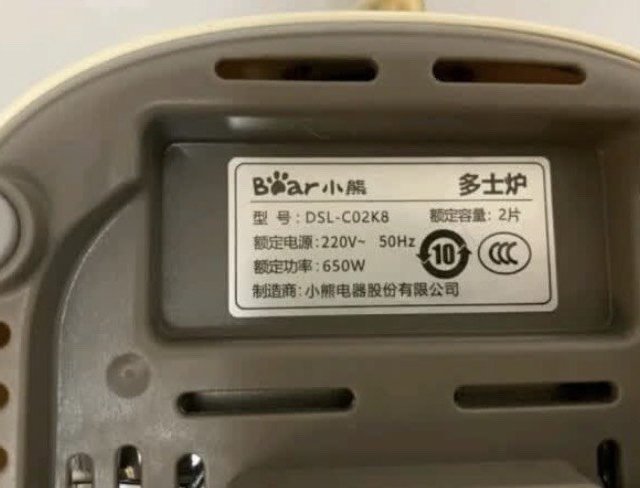 Bear小熊 多士炉
型 号:DSL-C02K8 额定容量:2片
额定电源:220V~ 50Hz
额定功率:650W
10 CCC
制造商:小熊电器股份有限公司